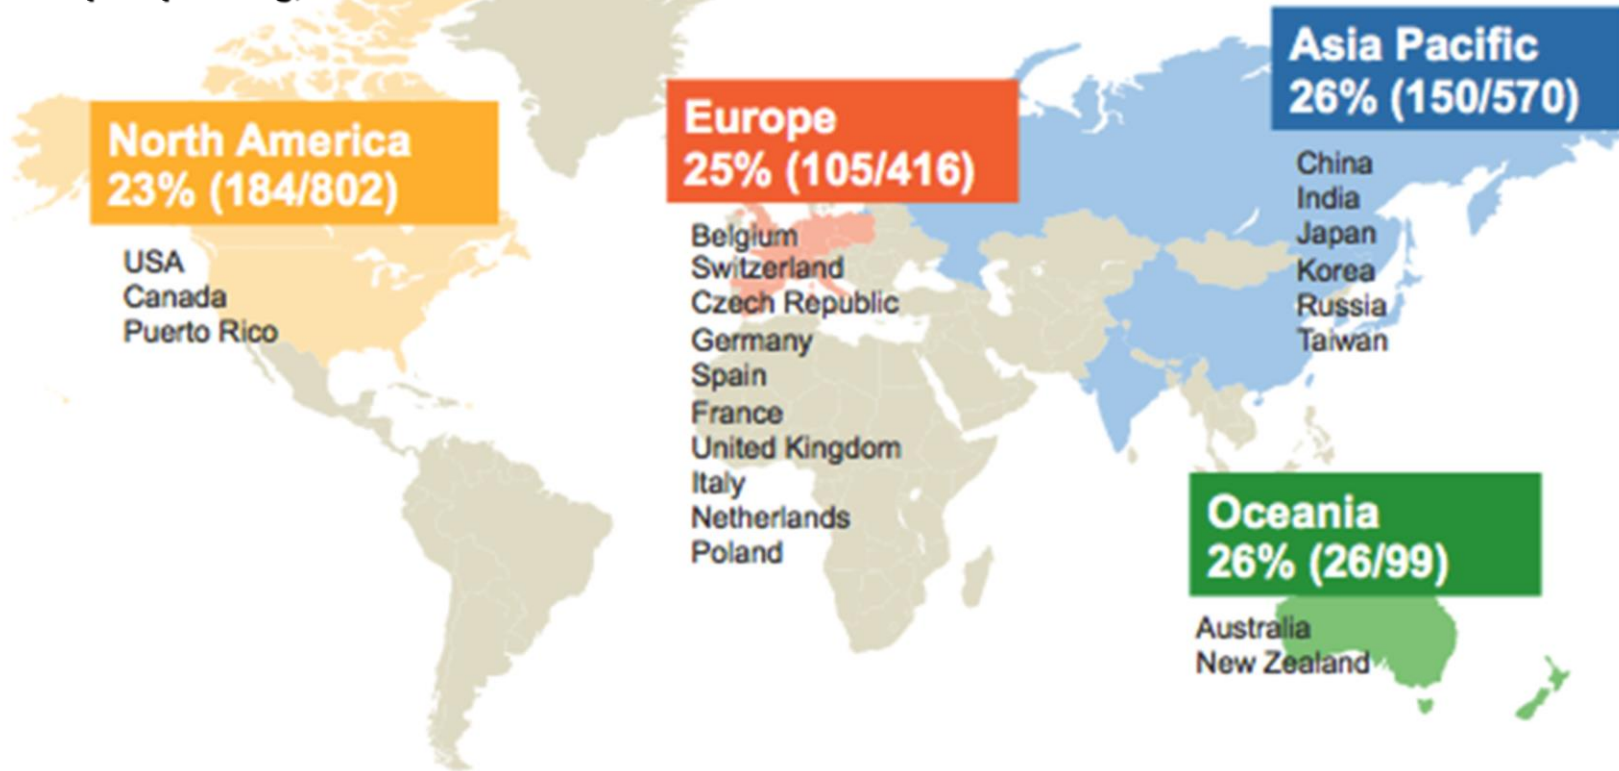 North America
23% (184/802)
USA
Canada
Puerto Rico
Europe
25% (105/416)
Belgium
Switzerland
Czech Republic
Germany
Spain
France
United Kingdom
Italy
Netherlands
Poland
Asia Pacific
26% (150/570)
China
India
Japan
Korea
Russia
Taiwan
Oceania
26% (26/99)
Australia
New Zealand